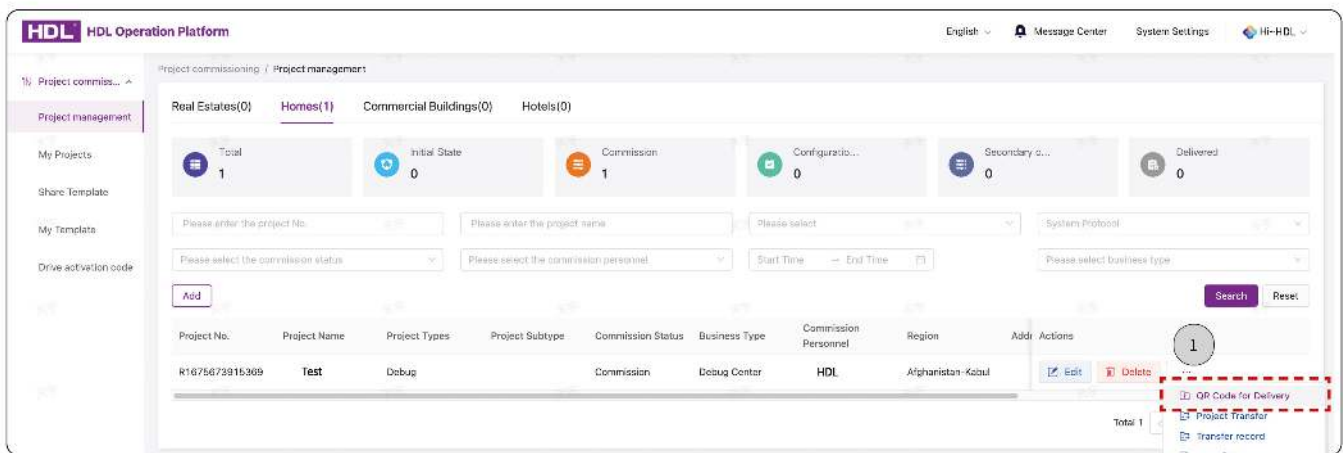 HDL HDL Operation Platform English Message Center System Settings Hi-HDL
Project commiss... Project commissioning / Project management
Project management Real Estates(0) Homes(1) Commercial Buildings(0) Hotels(0)
My Projects Total Initial State Commission Configuratio... Secondary c... Delivered
1 0 1 0 0 0
Share Template
My Template Please enter the project No. Please enter the project name Please select System Protocol
Drive activation code Please select the commission status Please select the commission personnel Start Time → End Time Please select business type
Add Search Reset
Project No. Project Name Project Types Project Subtype Commission Status Business Type Commission Personnel Region Addr Actions
1
R1675673915369 Test Debug Commission Debug Center HDL Afghanistan-Kabul Edit Delete ...
QR Code for Delivery
Total 1 Project Transfer
Transfer record